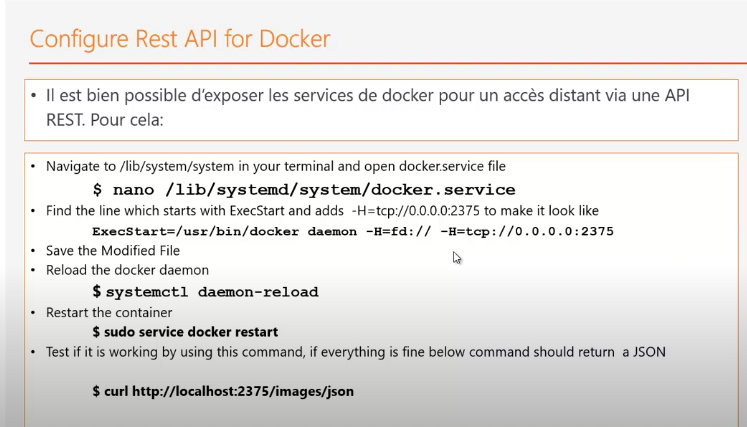 Configure Rest API for Docker
• Il est bien possible d'exposer les services de docker pour un accès distant via une API
REST. Pour cela:
• Navigate to /lib/system/system in your terminal and open docker.service file
$ nano /lib/systemd/system/docker.service
• Find the line which starts with ExecStart and adds -H=tcp://0.0.0.0:2375 to make it look like
ExecStart=/usr/bin/docker daemon -H=fd:// -H=tcp://0.0.0.0:2375
• Save the Modified File
• Reload the docker daemon
$ systemctl daemon-reload
• Restart the container
$ sudo service docker restart
• Test if it is working by using this command, if everything is fine below command should return a JSON
$ curl http://localhost:2375/images/json